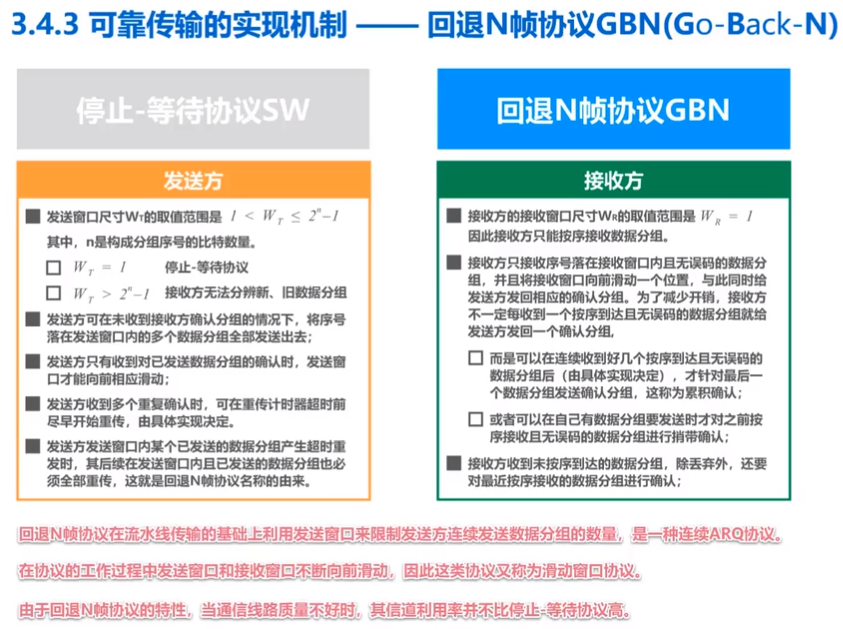 3.4.3 可靠传输的实现机制 —— 回退N帧协议GBN(Go-Back-N)
停止-等待协议SW
回退N帧协议GBN
发送方
■ 发送窗口尺寸WT的取值范围是 1 < W_T ≤ 2^n–1
其中，n是构成分组序号的比特数量。
□ W_T = 1 停止-等待协议
□ W_T > 2^n–1 接收方无法分辨新、旧数据分组
■ 发送方可在未收到接收方确认分组的情况下，将序号
落在发送窗口内的多个数据分组全部发送出去；
■ 发送方只有收到对已发送数据分组的确认时，发送窗
口才能向前相应滑动；
■ 发送方收到多个重复确认时，可在重传计时器超时前
尽早开始重传，由具体实现决定。
■ 发送方发送窗口内某个已发送的数据分组产生超时重
发时，其后续在发送窗口内且已发送的数据分组也必
须全部重传，这就是回退N帧协议名称的由来。
接收方
■ 接收方的接收窗口尺寸WR的取值范围是 W_R = 1
因此接收方只能按序接收数据分组。
■ 接收方只接收序号落在接收窗口内且无误码的数据分
组，并且将接收窗口向前滑动一个位置，与此同时给
发送方发回相应的确认分组。为了减少开销，接收方
不一定每收到一个按序到达且无误码的数据分组就给
发送方发回一个确认分组,
□ 而是可以在连续收到好几个按序到达且无误码的
数据分组后（由具体实现决定），才针对最后一
个数据分组发送确认分组，这称为累积确认；
□ 或者可以在自己有数据分组要发送时才对之前按
序接收且无误码的数据分组进行捎带确认；
■ 接收方收到未按序到达的数据分组，除丢弃外，还要
对最近按序接收的数据分组进行确认；
回退N帧协议在流水线传输的基础上利用发送窗口来限制发送方连续发送数据分组的数量，是一种连续ARQ协议。
在协议的工作过程中发送窗口和接收窗口不断向前滑动，因此这类协议又称为滑动窗口协议。
由于回退N帧协议的特性，当通信线路质量不好时，其信道利用率并不比停止-等待协议高。